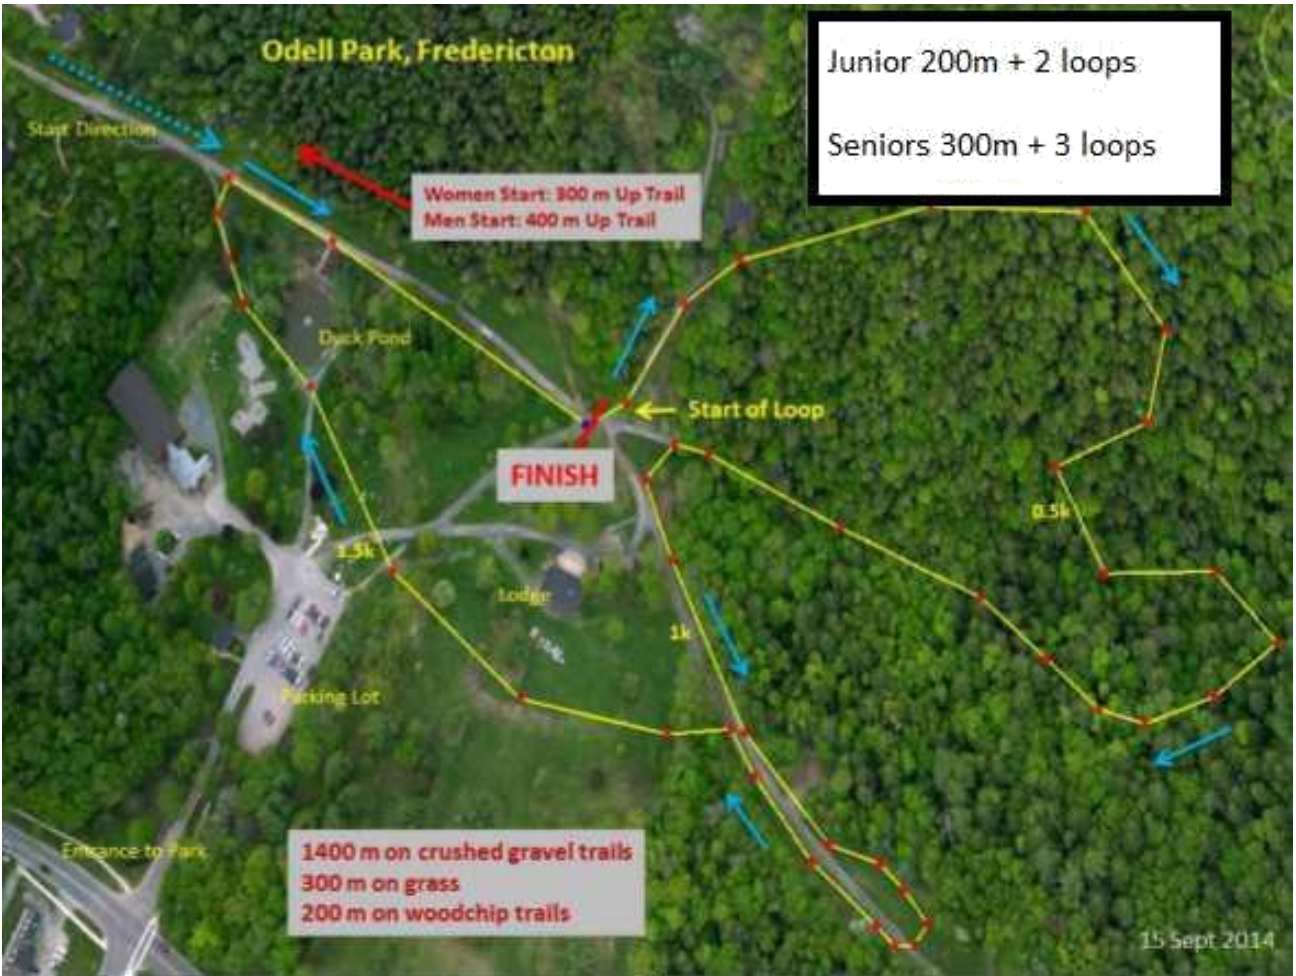 Odell Park, Fredericton
Junior 200m + 2 loops
Seniors 300m + 3 loops
Start Direction
Women Start: 300 m Up Trail
Men Start: 400 m Up Trail
Duck Pond
Start of Loop
FINISH
0.5k
1.5k
Lodge
1k
Parking Lot
Entrance to Park
1400 m on crushed gravel trails
300 m on grass
200 m on woodchip trails
15 Sept 2014